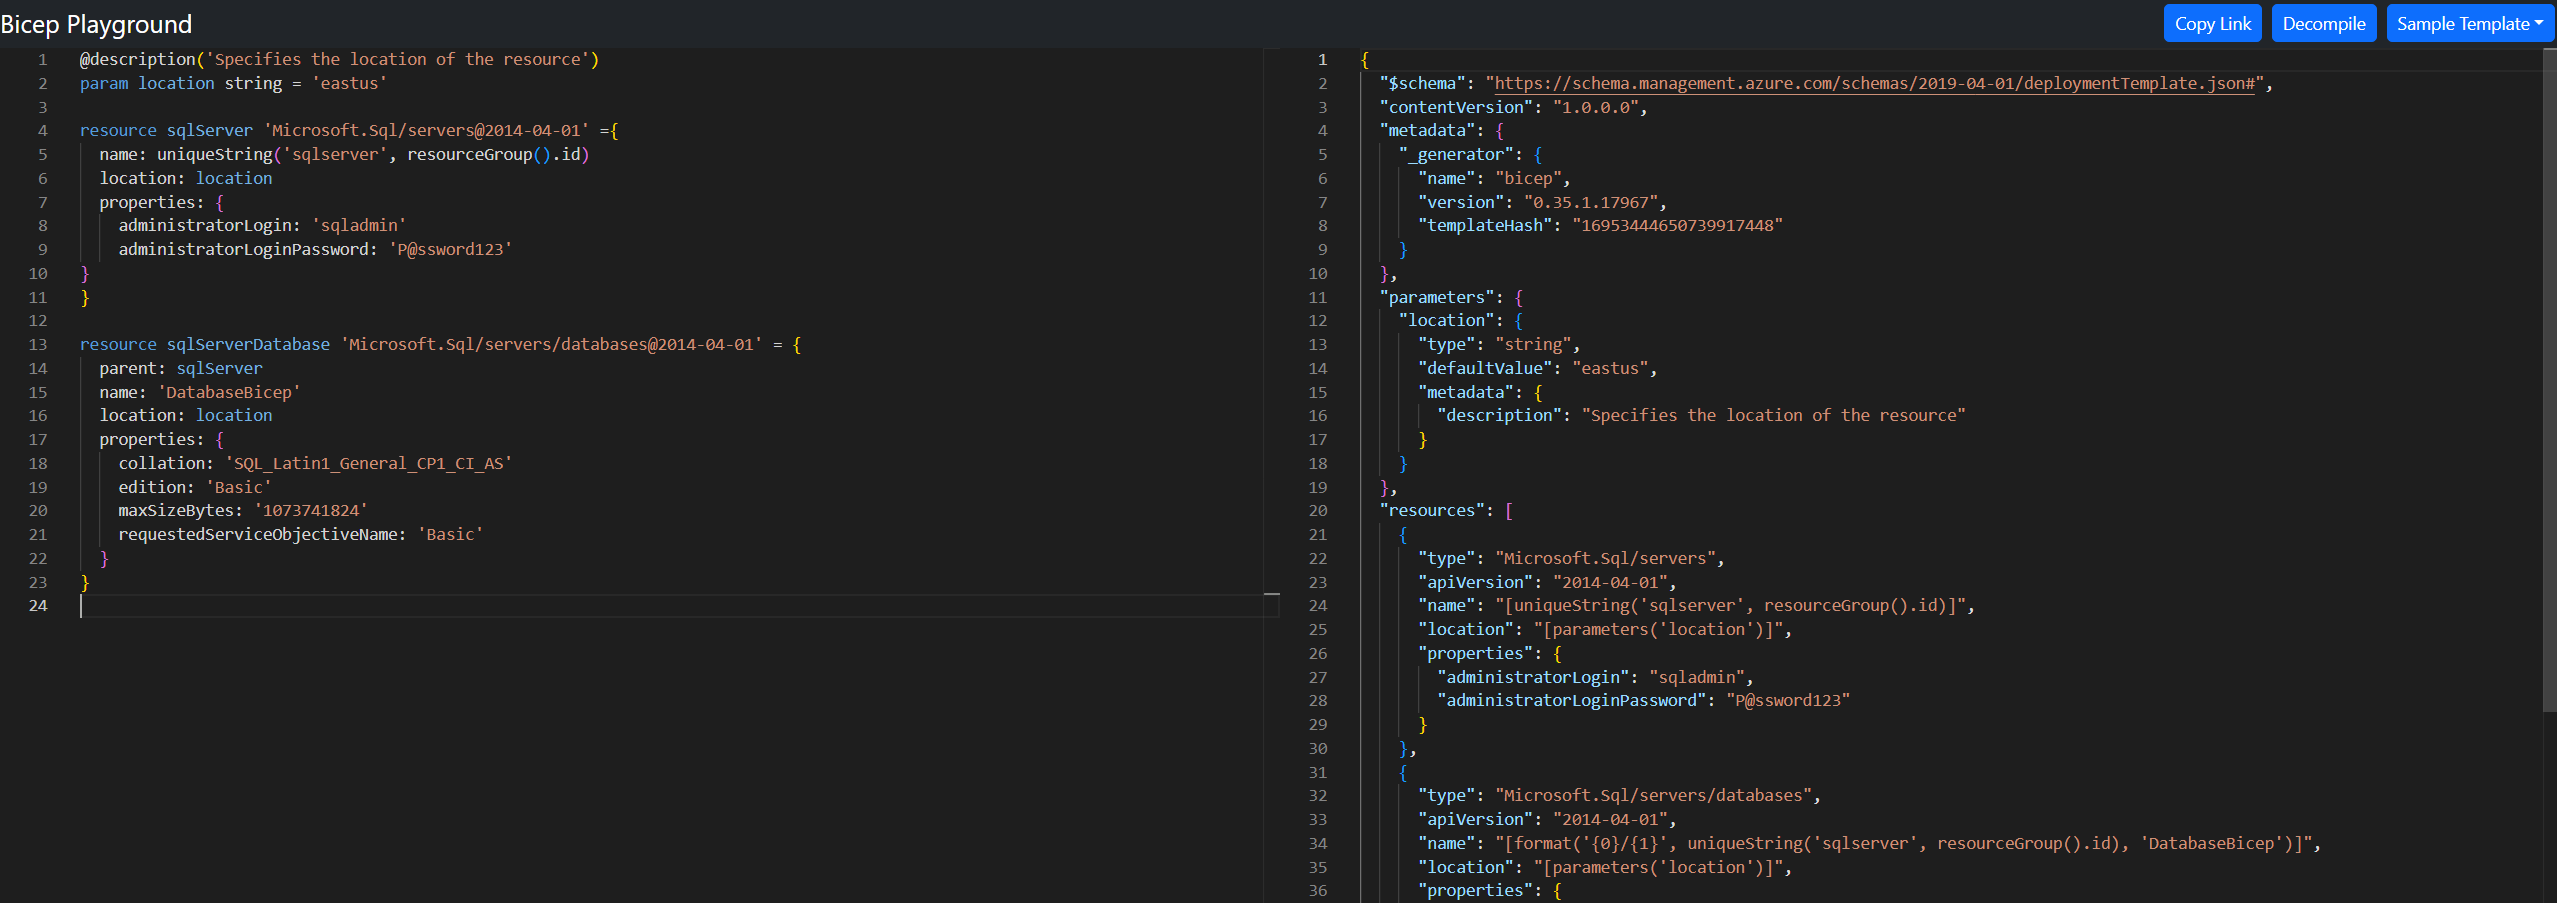 Bicep Playground
Copy Link
Decompile
Sample Template
1 @description('Specifies the location of the resource')
2 param location string = 'eastus'
3
4 resource sqlServer 'Microsoft.Sql/servers@2014-04-01' ={
5 name: uniqueString('sqlserver', resourceGroup().id)
6 location: location
7 properties: {
8 administratorLogin: 'sqladmin'
9 administratorLoginPassword: 'P@ssword123'
10 }
11 }
12
13 resource sqlServerDatabase 'Microsoft.Sql/servers/databases@2014-04-01' = {
14 parent: sqlServer
15 name: 'DatabaseBicep'
16 location: location
17 properties: {
18 collation: 'SQL_Latin1_General_CP1_CI_AS'
19 edition: 'Basic'
20 maxSizeBytes: '1073741824'
21 requestedServiceObjectiveName: 'Basic'
22 }
23 }
24
1 {
2 "$schema": "https://schema.management.azure.com/schemas/2019-04-01/deploymentTemplate.json#",
3 "contentVersion": "1.0.0.0",
4 "metadata": {
5 "_generator": {
6 "name": "bicep",
7 "version": "0.35.1.17967",
8 "templateHash": "16953444650739917448"
9 }
10 },
11 "parameters": {
12 "location": {
13 "type": "string",
14 "defaultValue": "eastus",
15 "metadata": {
16 "description": "Specifies the location of the resource"
17 }
18 }
19 },
20 "resources": [
21 {
22 "type": "Microsoft.Sql/servers",
23 "apiVersion": "2014-04-01",
24 "name": "[uniqueString('sqlserver', resourceGroup().id)]",
25 "location": "[parameters('location')]",
26 "properties": {
27 "administratorLogin": "sqladmin",
28 "administratorLoginPassword": "P@ssword123"
29 }
30 },
31 {
32 "type": "Microsoft.Sql/servers/databases",
33 "apiVersion": "2014-04-01",
34 "name": "[format('{0}/{1}', uniqueString('sqlserver', resourceGroup().id), 'DatabaseBicep')]",
35 "location": "[parameters('location')]",
36 "properties": {